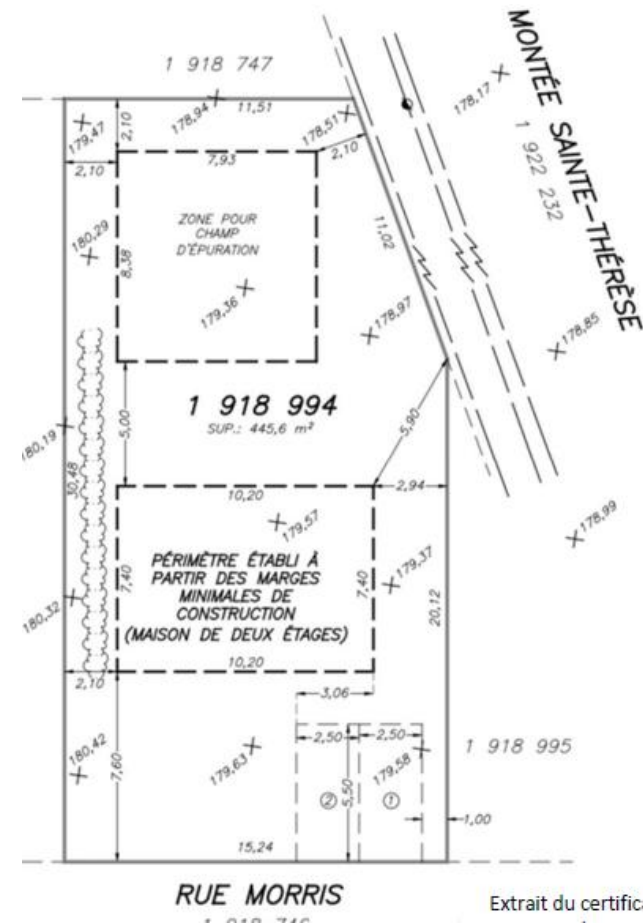 1 918 747
MONTÉE SAINTE-THÉRÈSE
1 922 232
178,17
179,47
2,10
178,94
11,51
178,51
2,10
2,10
7,93
ZONE POUR
CHAMP
D'ÉPURATION
180,29
8,38
179,36
11,02
178,97
178,85
1 918 994
SUP.: 445,6 m²
5,00
5,90
180,19
30,48
10,20
2,94
179,57
178,99
PÉRIMÈTRE ÉTABLI À
PARTIR DES MARGES
MINIMALES DE
CONSTRUCTION
(MAISON DE DEUX ÉTAGES)
7,40
7,40
179,37
20,12
180,32
10,20
2,10
3,06
2,50
2,50
180,42
7,60
179,63
179,58
1 918 995
②
5,50
①
1,00
15,24
RUE MORRIS
1 918 746
Extrait du certifica